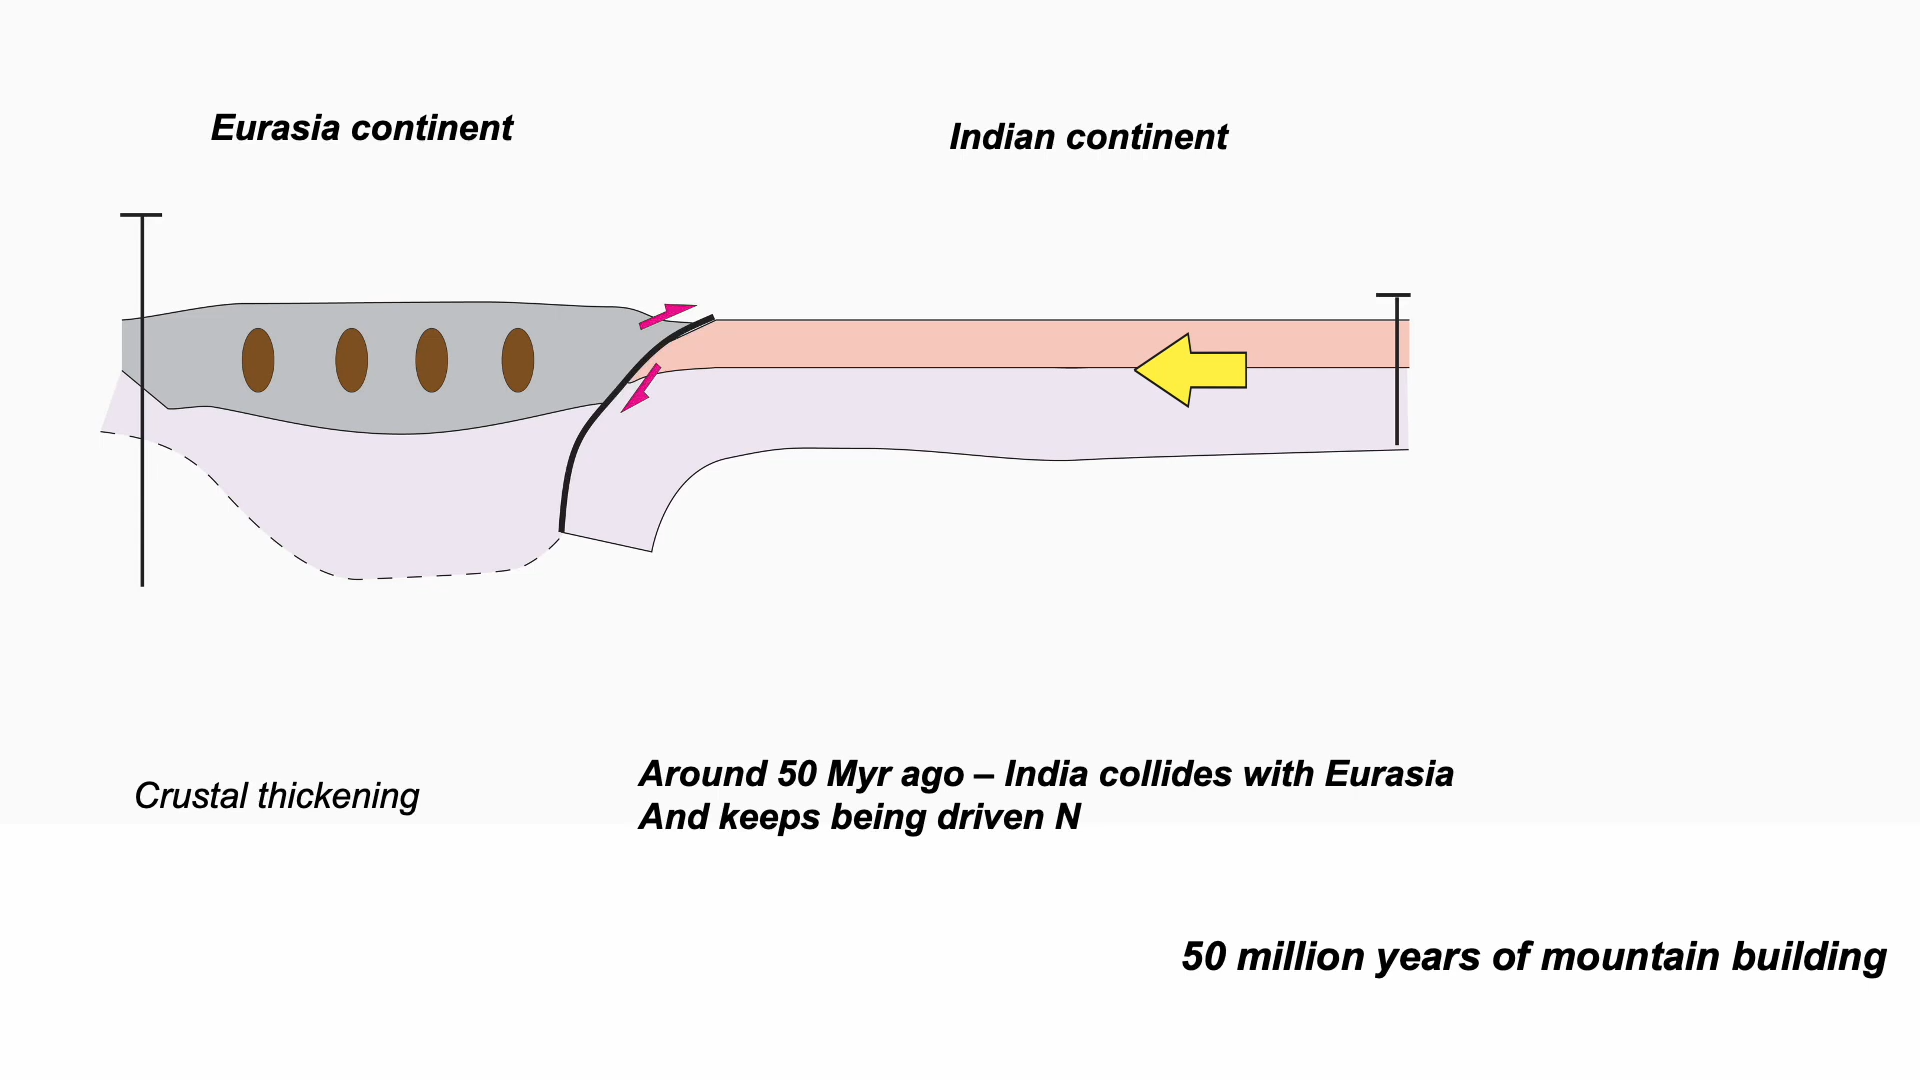 Eurasia continent
Indian continent
Crustal thickening
Around 50 Myr ago – India collides with Eurasia
And keeps being driven N
50 million years of mountain building